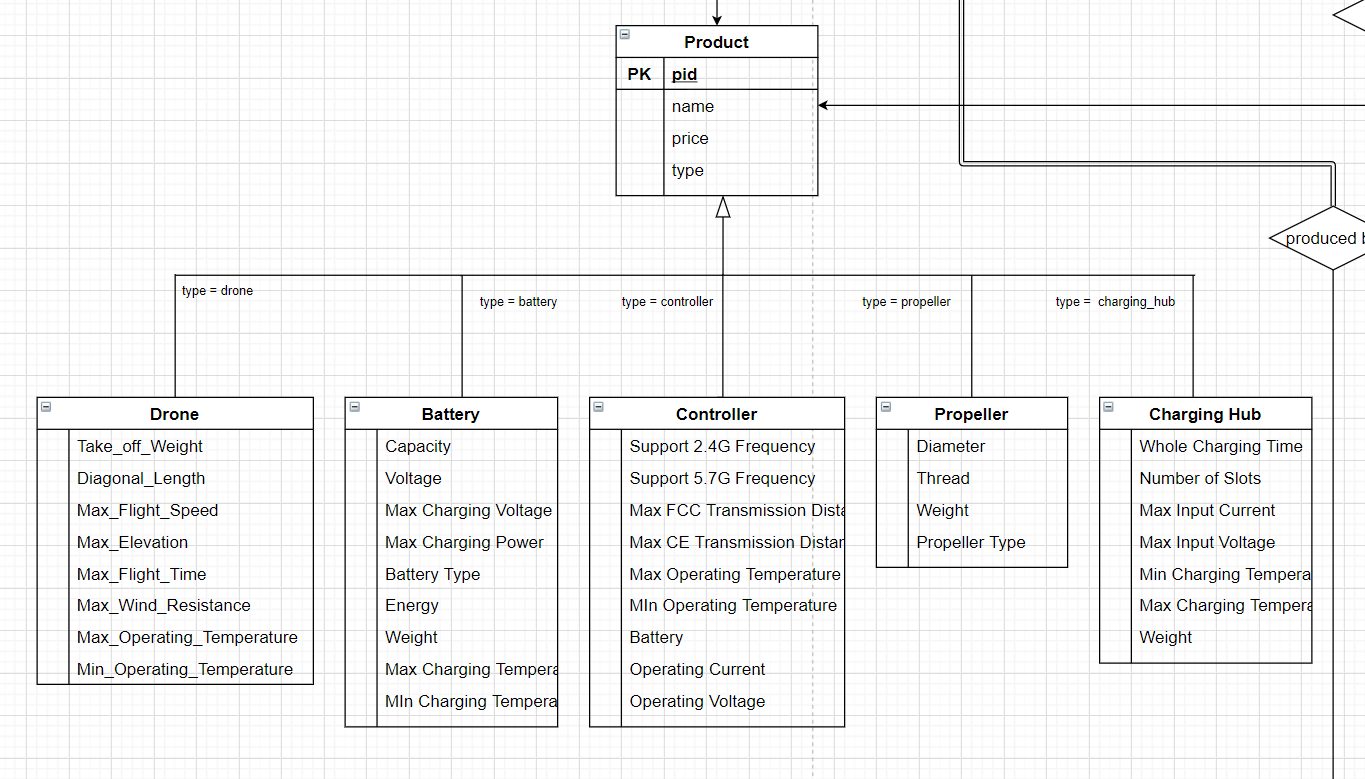 Product
PK pid
name
price
type
produced b
type = drone
type = battery
type = controller
type = propeller
type = charging_hub
Drone
Take_off_Weight
Diagonal_Length
Max_Flight_Speed
Max_Elevation
Max_Flight_Time
Max_Wind_Resistance
Max_Operating_Temperature
Min_Operating_Temperature
Battery
Capacity
Voltage
Max Charging Voltage
Max Charging Power
Battery Type
Energy
Weight
Max Charging Tempera
MIn Charging Tempera
Controller
Support 2.4G Frequency
Support 5.7G Frequency
Max FCC Transmission Dista
Max CE Transmission Distan
Max Operating Temperature
MIn Operating Temperature
Battery
Operating Current
Operating Voltage
Propeller
Diameter
Thread
Weight
Propeller Type
Charging Hub
Whole Charging Time
Number of Slots
Max Input Current
Max Input Voltage
Min Charging Tempera
Max Charging Tempera
Weight